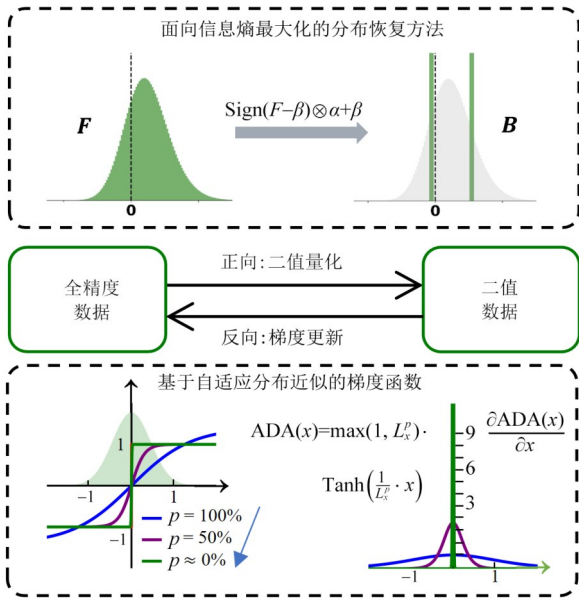 面向信息熵最大化的分布恢复方法
F
Sign(F−β)⊗α+β
B
0
0
全精度
数据
正向:二值量化
反向:梯度更新
二值
数据
基于自适应分布近似的梯度函数
1
−1
1
−1
p = 100%
p = 50%
p ≈ 0%
ADA(x)=max(1, L_x^p)·
Tanh(1/L_x^p · x)
9
6
3
∂ADA(x)/∂x
−1
1